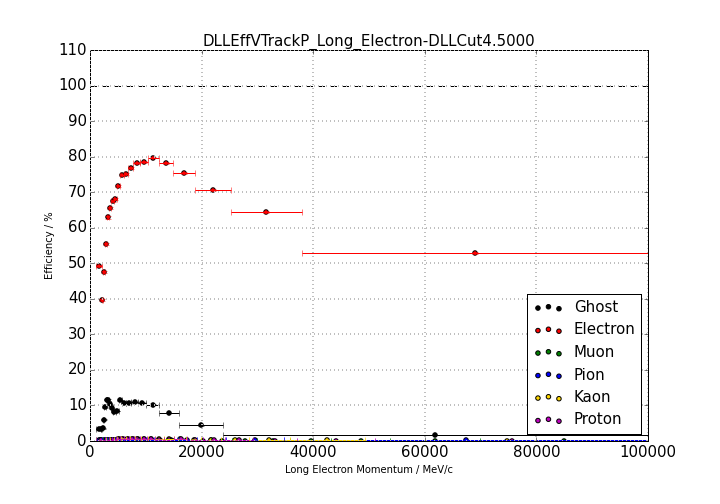 DLLEffVTrackP_Long_Electron-DLLCut4.5000
110
100
90
80
70
60
50
40
30
20
10
0
Efficiency / %
Ghost
Electron
Muon
Pion
Kaon
Proton
0 20000 40000 60000 80000 100000
Long Electron Momentum / MeV/c